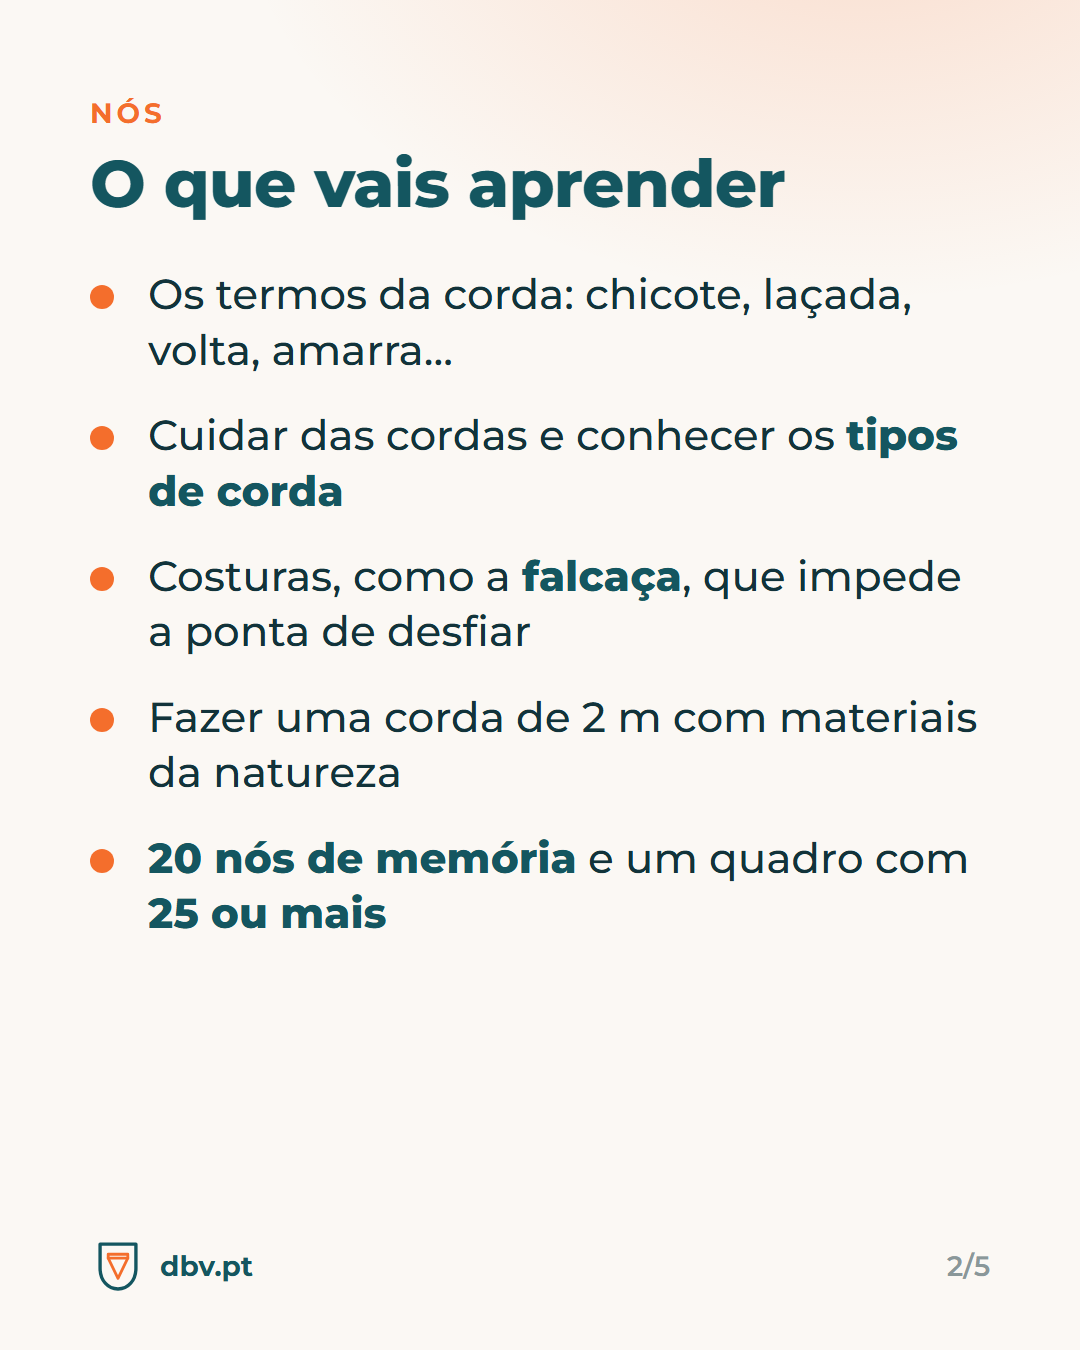 NÓS
O que vais aprender
Os termos da corda: chicote, laçada,
volta, amarra...
Cuidar das cordas e conhecer os tipos
de corda
Costuras, como a falcaça, que impede
a ponta de desfiar
Fazer uma corda de 2 m com materiais
da natureza
20 nós de memória e um quadro com
25 ou mais
dbv.pt
2/5